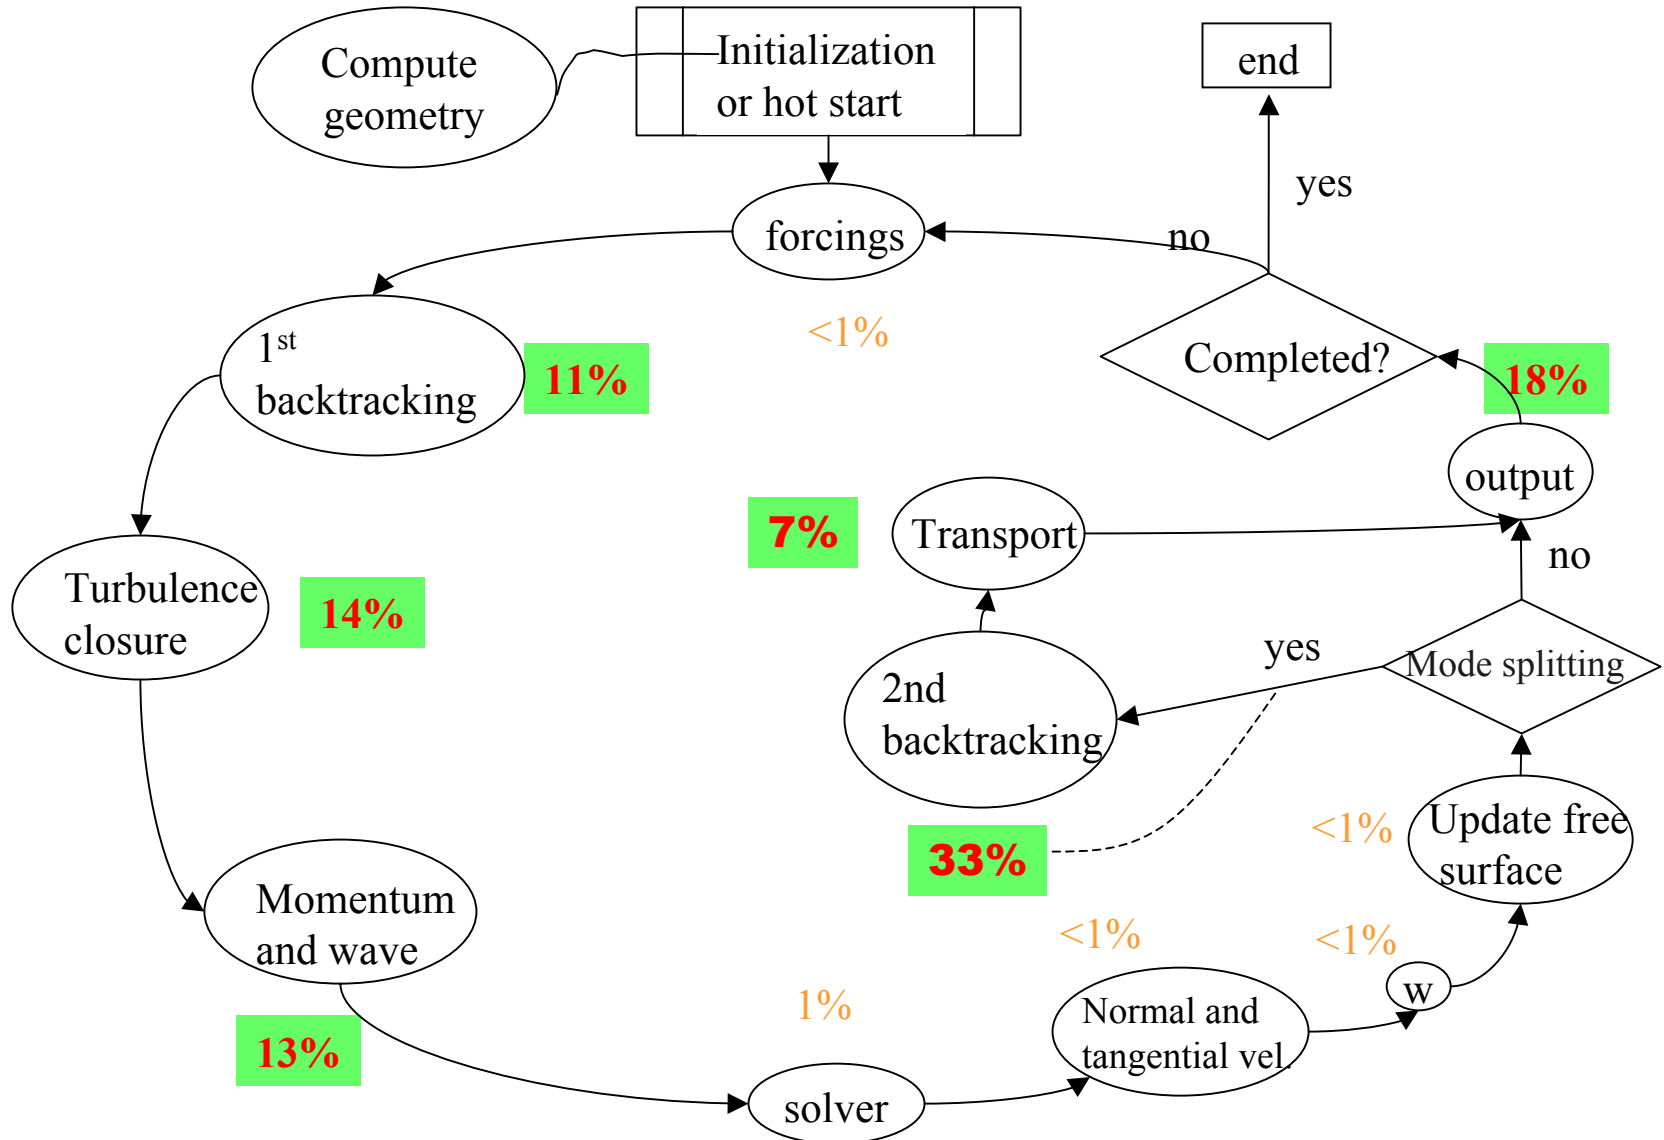 Compute
geometry
Initialization
or hot start
end
yes
forcings
no
<1%
1st
backtracking
11%
Completed?
18%
output
Transport
7%
no
Turbulence
closure
14%
yes
Mode splitting
2nd
backtracking
33%
<1%
Update free
surface
Momentum
and wave
13%
<1%
<1%
w
1%
Normal and
tangential vel.
solver